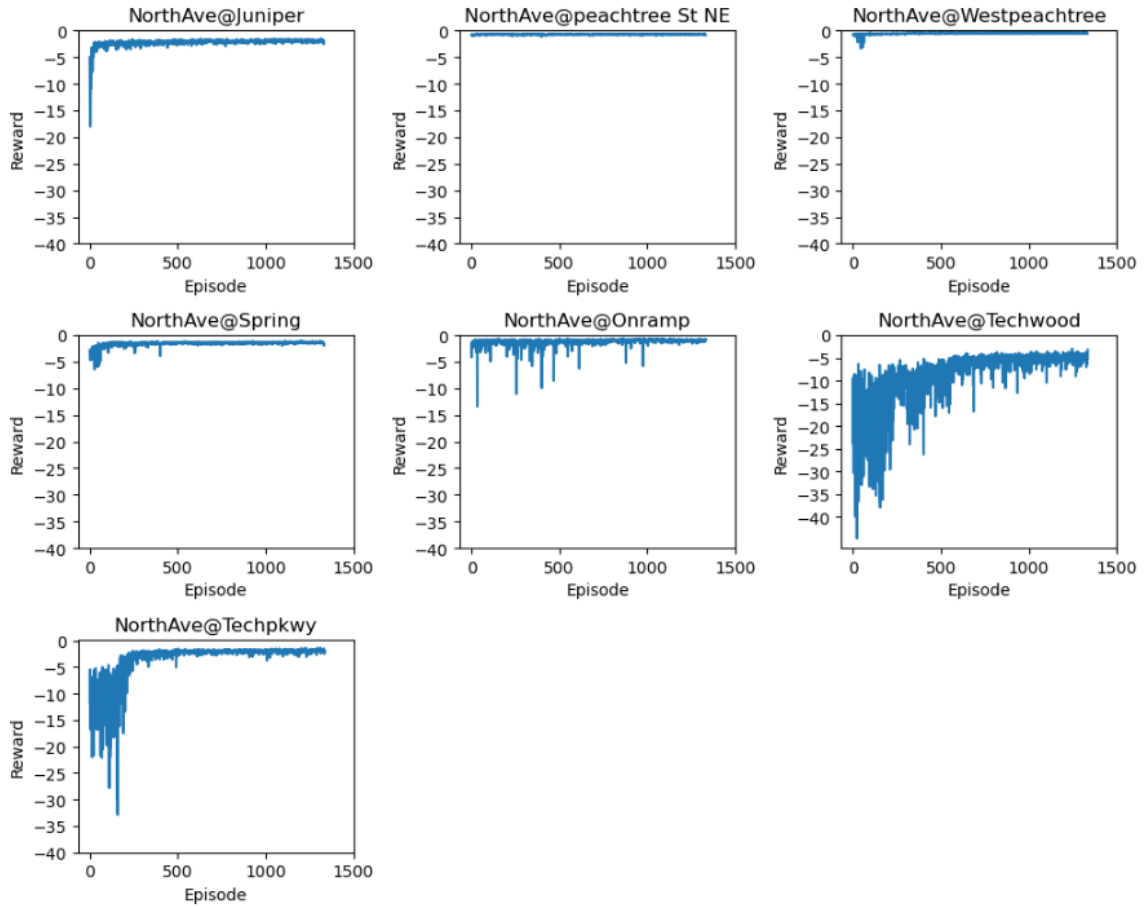 NorthAve@Juniper
0
−5
−10
−15
−20
−25
−30
−35
−40
Reward
0 500 1000 1500
Episode
NorthAve@peachtree St NE
0
−5
−10
−15
−20
−25
−30
−35
−40
Reward
0 500 1000 1500
Episode
NorthAve@Westpeachtree
0
−5
−10
−15
−20
−25
−30
−35
−40
Reward
0 500 1000 1500
Episode
NorthAve@Spring
0
−5
−10
−15
−20
−25
−30
−35
−40
Reward
0 500 1000 1500
Episode
NorthAve@Onramp
0
−5
−10
−15
−20
−25
−30
−35
−40
Reward
0 500 1000 1500
Episode
NorthAve@Techwood
0
−5
−10
−15
−20
−25
−30
−35
−40
Reward
0 500 1000 1500
Episode
NorthAve@Techpkwy
0
−5
−10
−15
−20
−25
−30
−35
−40
Reward
0 500 1000 1500
Episode